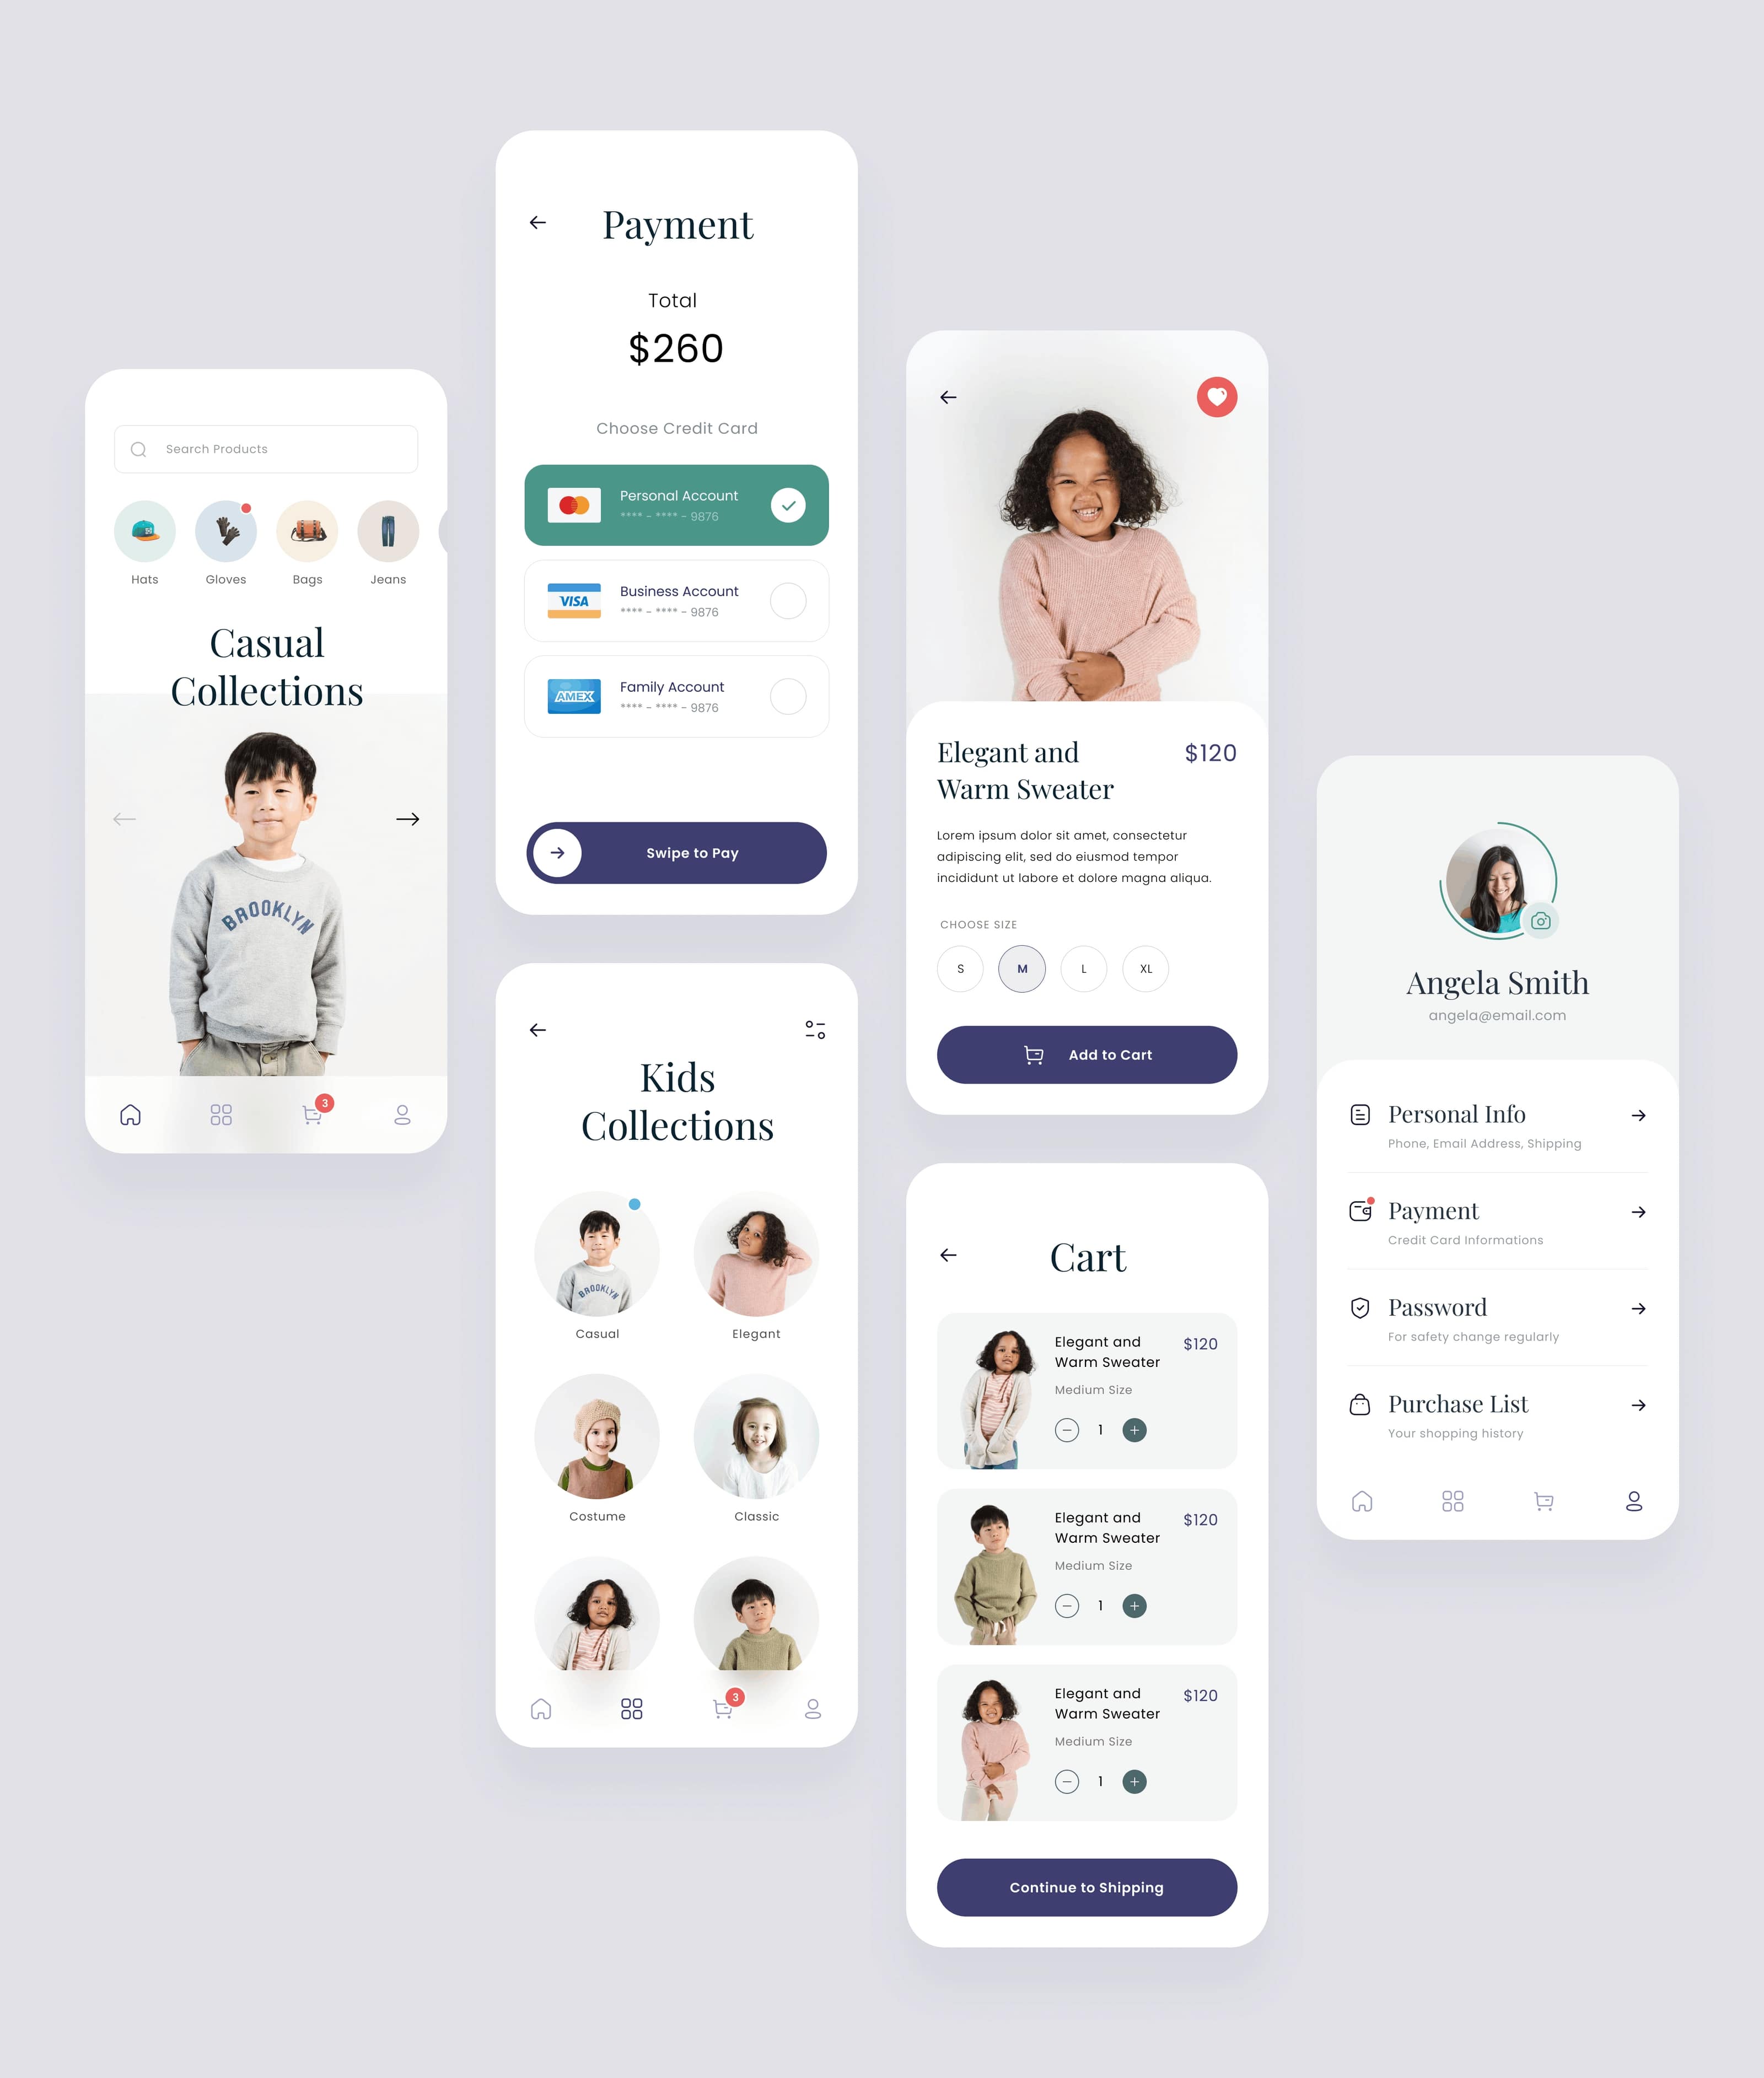 Search Products
Hats
Gloves
Bags
Jeans
Casual
Collections
BROOKLYN
3
Payment
Total
$260
Choose Credit Card
Personal Account
**** - **** - 9876
VISA
Business Account
**** - **** - 9876
AMEX
Family Account
**** - **** - 9876
Swipe to Pay
Kids
Collections
BROOKLYN
Casual
Elegant
Costume
Classic
3
Elegant and
Warm Sweater
$120
Lorem ipsum dolor sit amet, consectetur
adipiscing elit, sed do eiusmod tempor
incididunt ut labore et dolore magna aliqua.
CHOOSE SIZE
S
M
L
XL
Add to Cart
Cart
Elegant and
Warm Sweater
$120
Medium Size
1
Elegant and
Warm Sweater
$120
Medium Size
1
Elegant and
Warm Sweater
$120
Medium Size
1
Continue to Shipping
Angela Smith
angela@email.com
Personal Info
Phone, Email Address, Shipping
Payment
Credit Card Informations
Password
For safety change regularly
Purchase List
Your shopping history